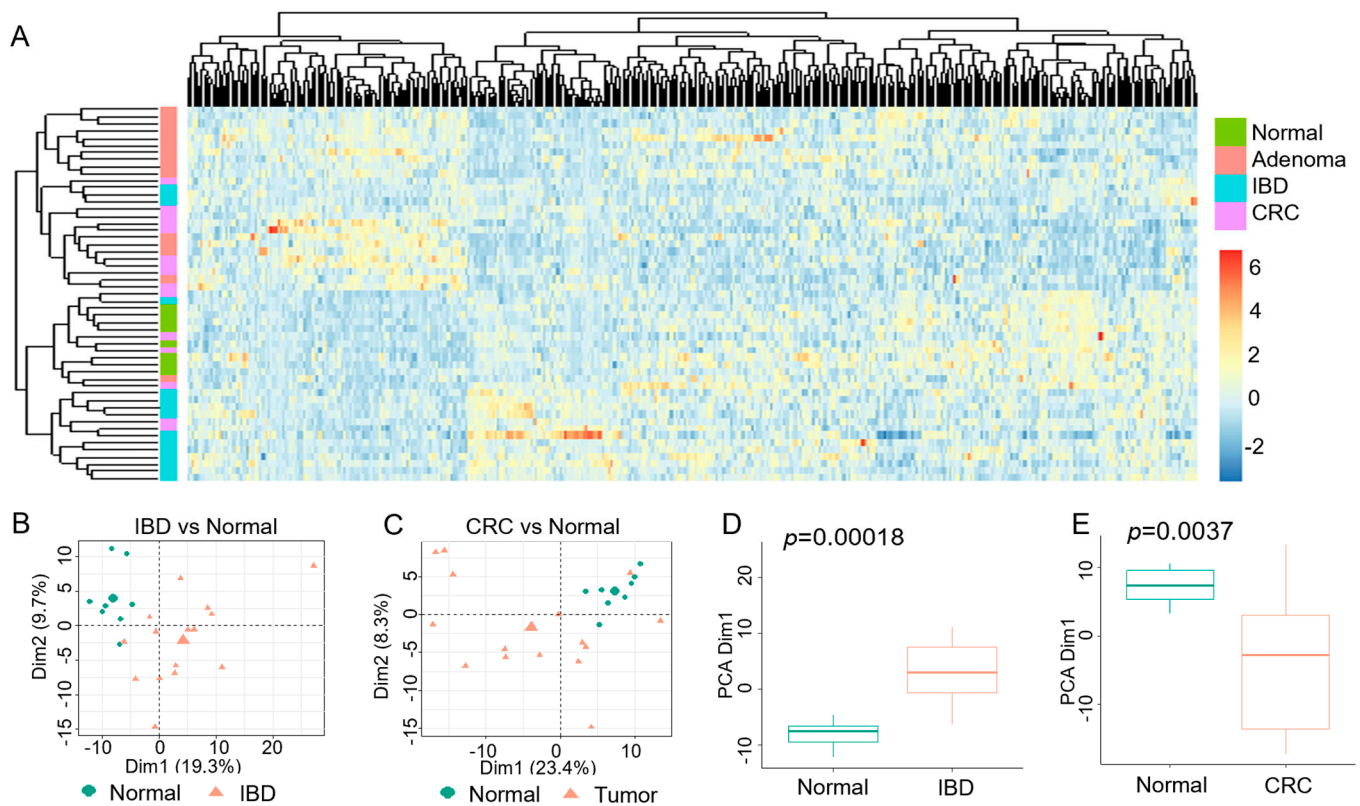 A
Normal
Adenoma
IBD
CRC
6
4
2
0
-2
B
IBD vs Normal
Dim2 (9.7%)
10
5
0
-5
-10
-15
-10
0
10
20
Dim1 (19.3%)
Normal
IBD
C
CRC vs Normal
Dim2 (8.3%)
5
0
-5
-10
-15
-10
0
10
Dim1 (23.4%)
Normal
Tumor
D
p=0.00018
PCA Dim1
20
10
0
-10
Normal
IBD
E
p=0.0037
PCA Dim1
10
0
-10
Normal
CRC